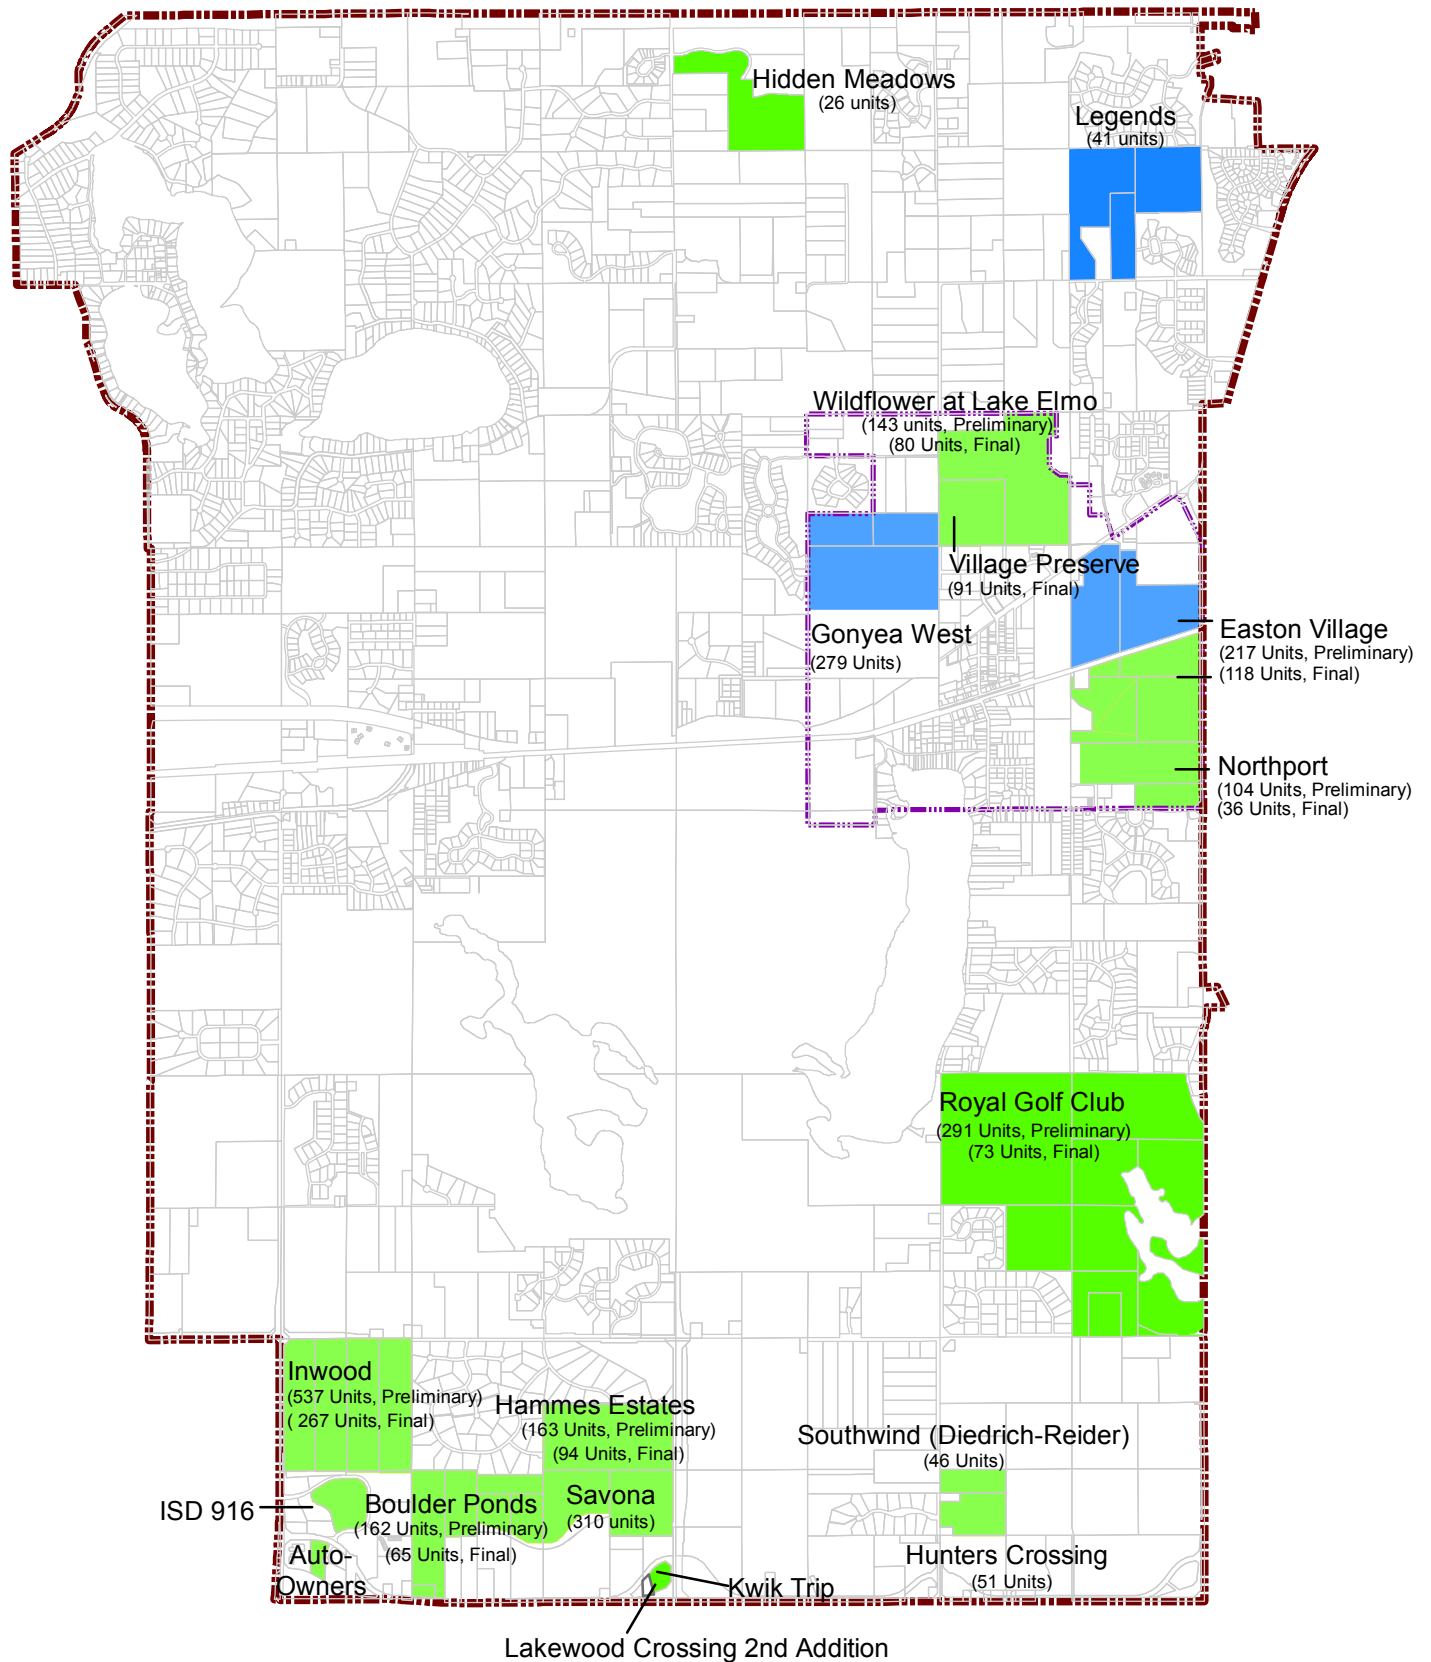 Hidden Meadows
(26 units)
Legends
(41 units)
Wildflower at Lake Elmo
(143 units, Preliminary)
(80 Units, Final)
Village Preserve
(91 Units, Final)
Gonyea West
(279 Units)
Easton Village
(217 Units, Preliminary)
(118 Units, Final)
Northport
(104 Units, Preliminary)
(36 Units, Final)
Royal Golf Club
(291 Units, Preliminary)
(73 Units, Final)
Inwood
(537 Units, Preliminary)
( 267 Units, Final)
Hammes Estates
(163 Units, Preliminary)
(94 Units, Final)
Southwind (Diedrich-Reider)
(46 Units)
ISD 916
Boulder Ponds
(162 Units, Preliminary)
(65 Units, Final)
Savona
(310 units)
Auto-
Owners
Hunters Crossing
(51 Units)
Kwik Trip
Lakewood Crossing 2nd Addition